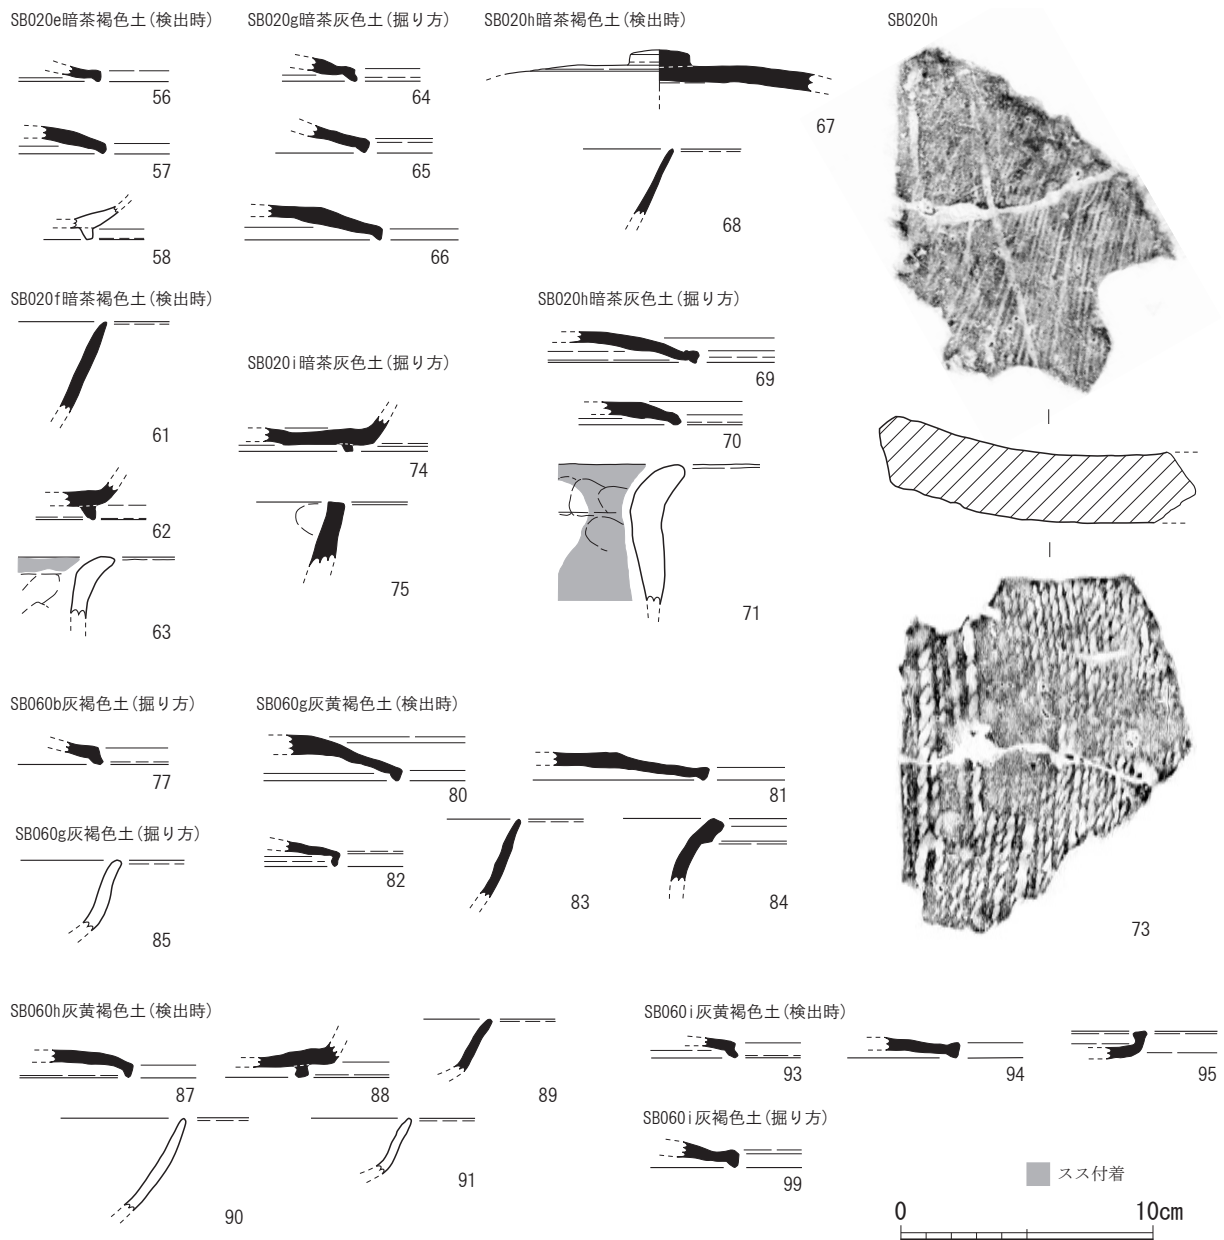 SB020e暗茶褐色土(検出時)
56
57
58
SB020g暗茶灰色土(掘り方)
64
65
66
SB020h暗茶褐色土(検出時)
67
68
SB020h
SB020f暗茶褐色土(検出時)
61
62
63
SB020i暗茶灰色土(掘り方)
74
75
SB020h暗茶灰色土(掘り方)
69
70
71
73
SB060b灰褐色土(掘り方)
77
SB060g灰黄褐色土(検出時)
80
81
82
83
84
SB060g灰褐色土(掘り方)
85
SB060h灰黄褐色土(検出時)
87
88
89
90
91
SB060i灰黄褐色土(検出時)
93
94
95
SB060i灰褐色土(掘り方)
99
スス付着
0 10cm